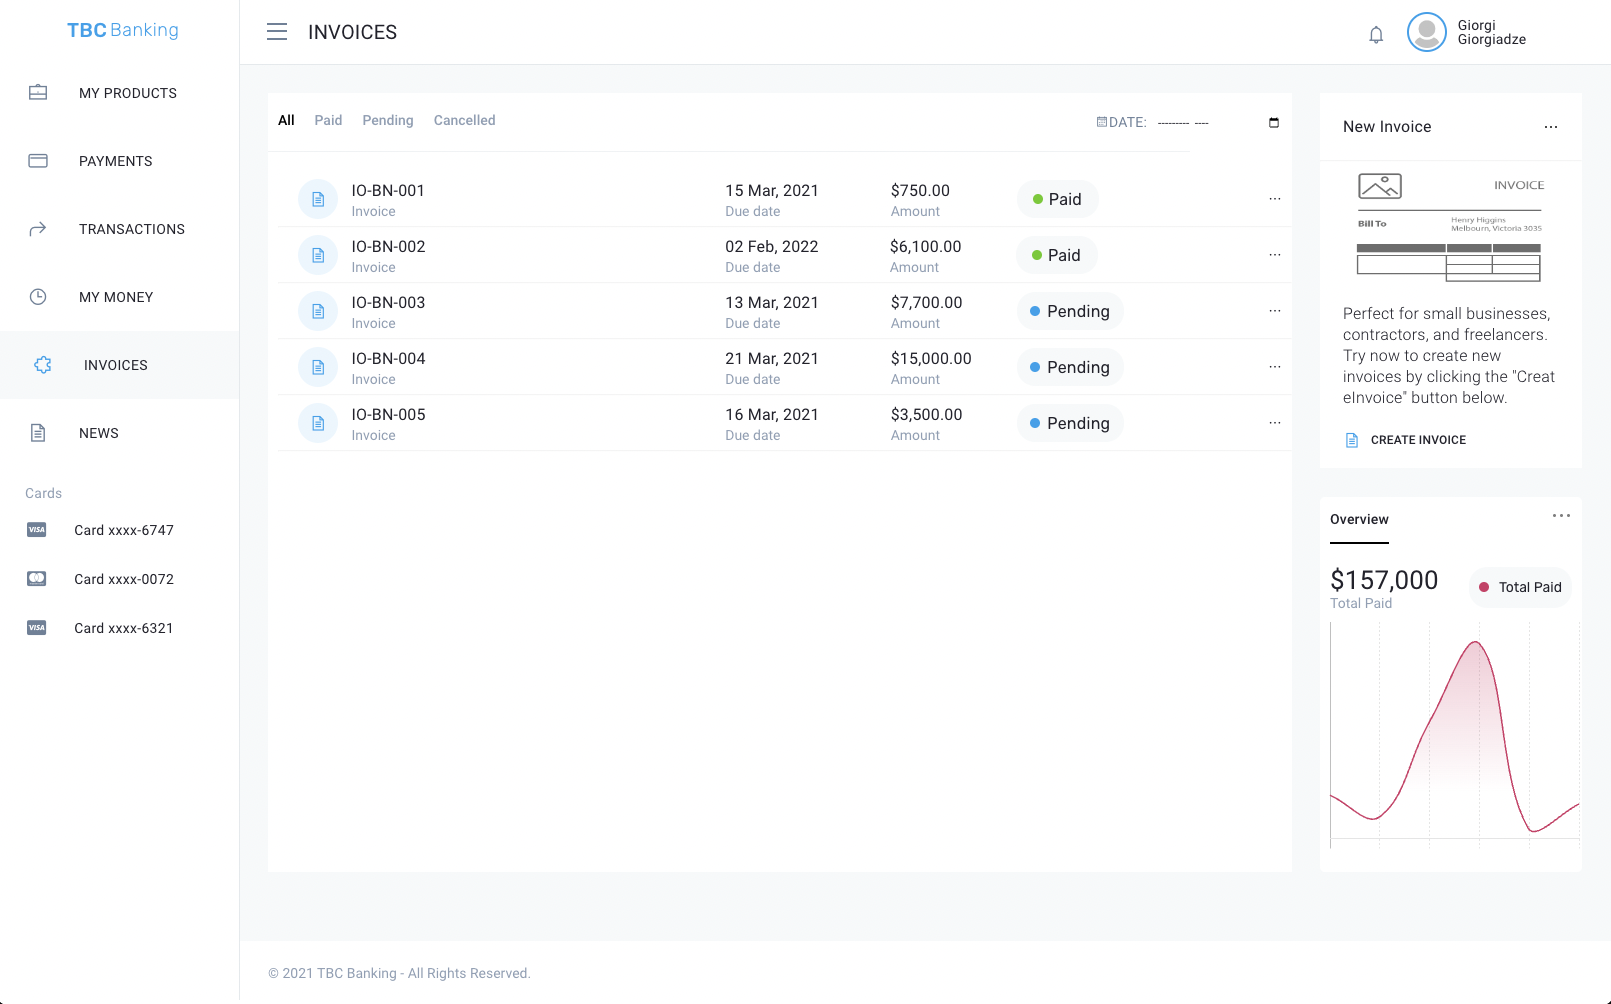 TBC Banking
MY PRODUCTS
PAYMENTS
TRANSACTIONS
MY MONEY
INVOICES
NEWS
Cards
Card xxxx-6747
Card xxxx-0072
Card xxxx-6321
INVOICES
Giorgi
Giorgiadze
All Paid Pending Cancelled
DATE: --------- ----
IO-BN-001 15 Mar, 2021 $750.00 Paid
Invoice Due date Amount
IO-BN-002 02 Feb, 2022 $6,100.00 Paid
Invoice Due date Amount
IO-BN-003 13 Mar, 2021 $7,700.00 Pending
Invoice Due date Amount
IO-BN-004 21 Mar, 2021 $15,000.00 Pending
Invoice Due date Amount
IO-BN-005 16 Mar, 2021 $3,500.00 Pending
Invoice Due date Amount
New Invoice
INVOICE
Bill To
Henry Higgins
Melbourn, Victoria 3035
Perfect for small businesses,
contractors, and freelancers.
Try now to create new
invoices by clicking the "Creat
eInvoice" button below.
CREATE INVOICE
Overview
$157,000
Total Paid
Total Paid
© 2021 TBC Banking - All Rights Reserved.
VISA
VISA